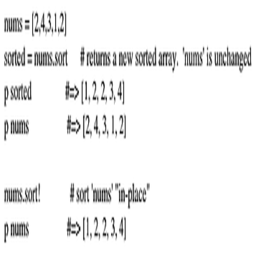 nums = [2,4,3,1,2]
sorted = nums.sort # returns a new sorted array. 'nums' is unchanged
p sorted #=> [1, 2, 2, 3, 4]
p nums #=> [2, 4, 3, 1, 2]
nums.sort! # sort 'nums' "in-place"
p nums #=> [1, 2, 2, 3, 4]